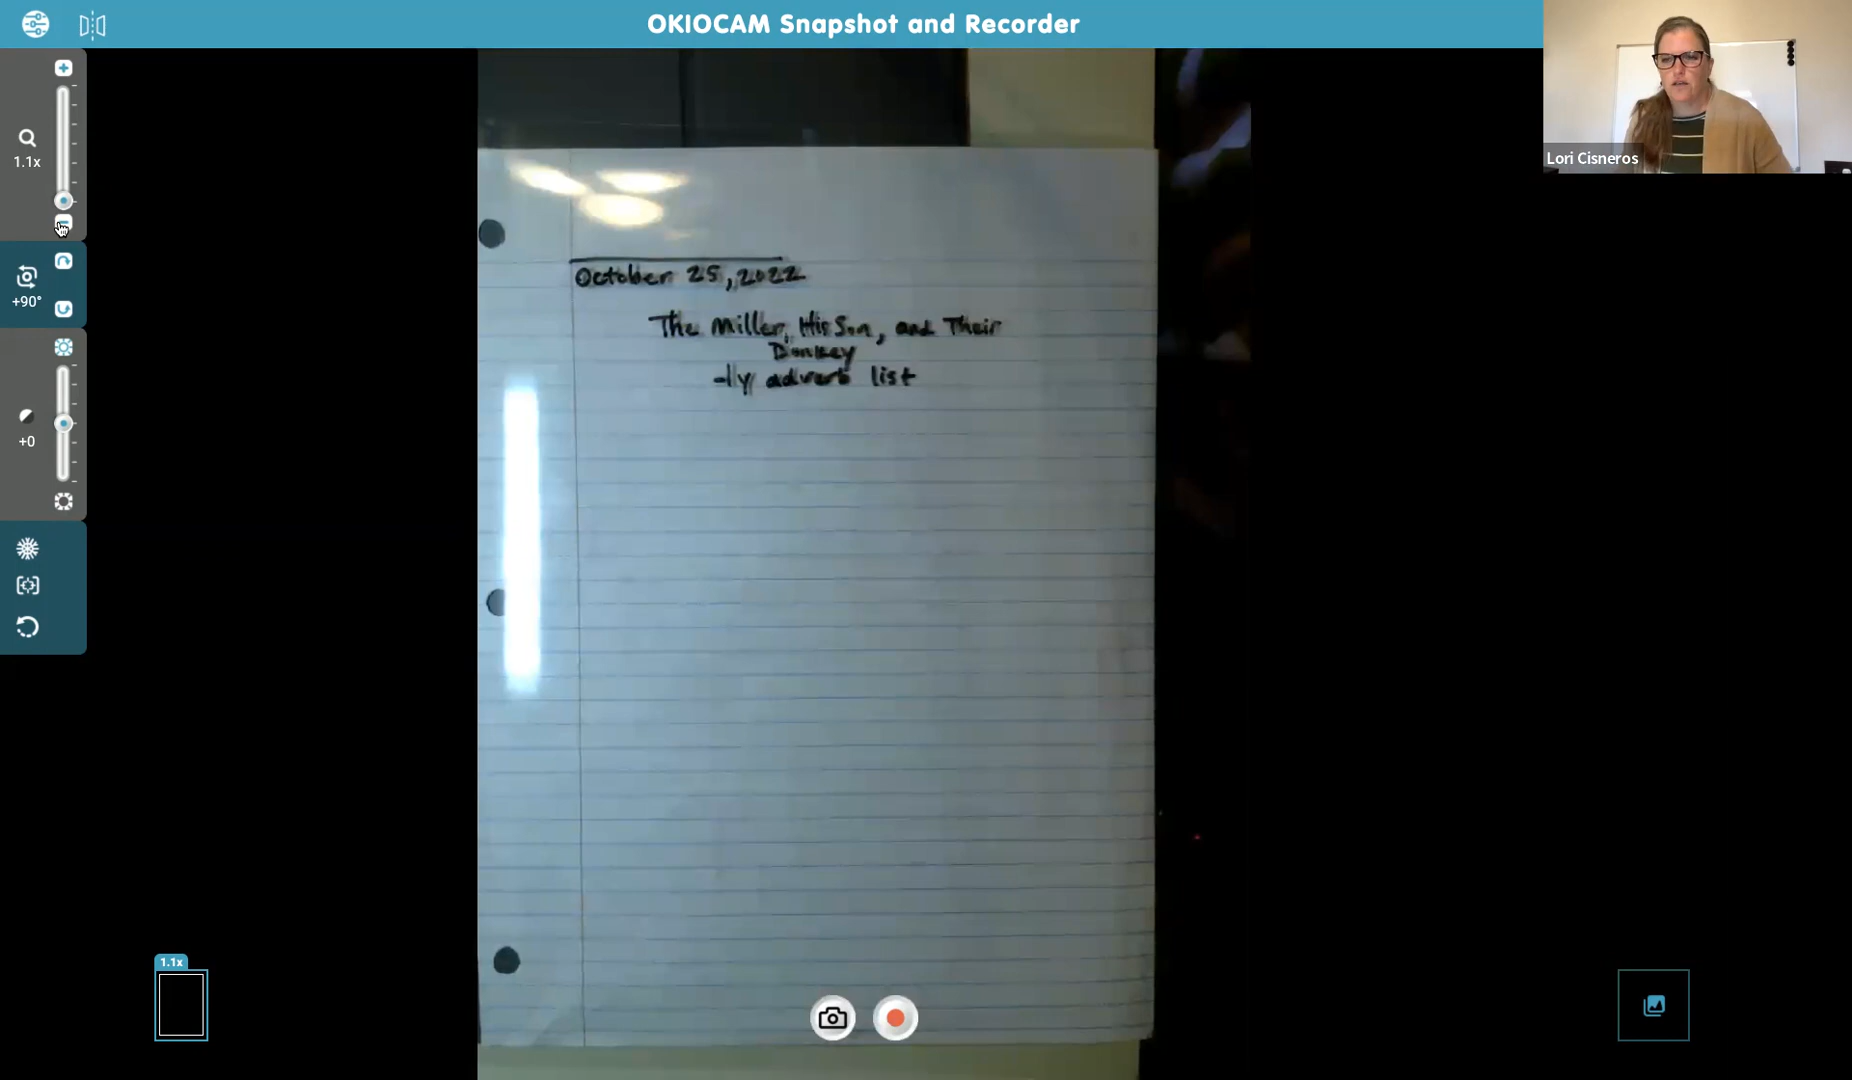 OKIOCAM Snapshot and Recorder
Lori Cisneros
1.1x
+90°
+0
October 25, 2022
The Miller, His Son, and Their
Donkey
-ly adverb list
1.1x